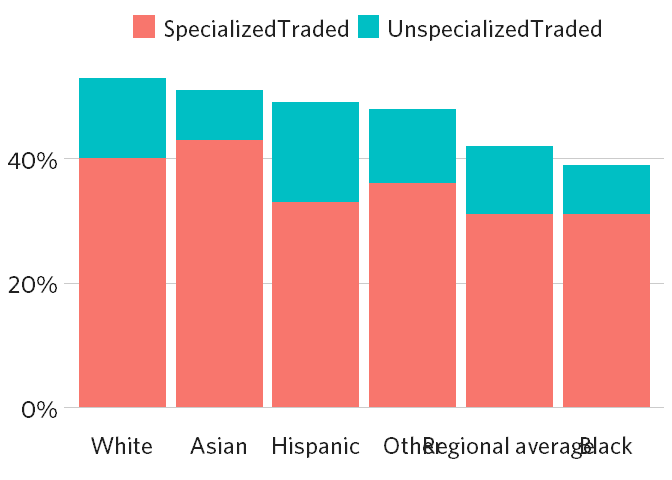 SpecializedTraded UnspecializedTraded
40%
20%
0%
White Asian Hispanic Other Regional average Black